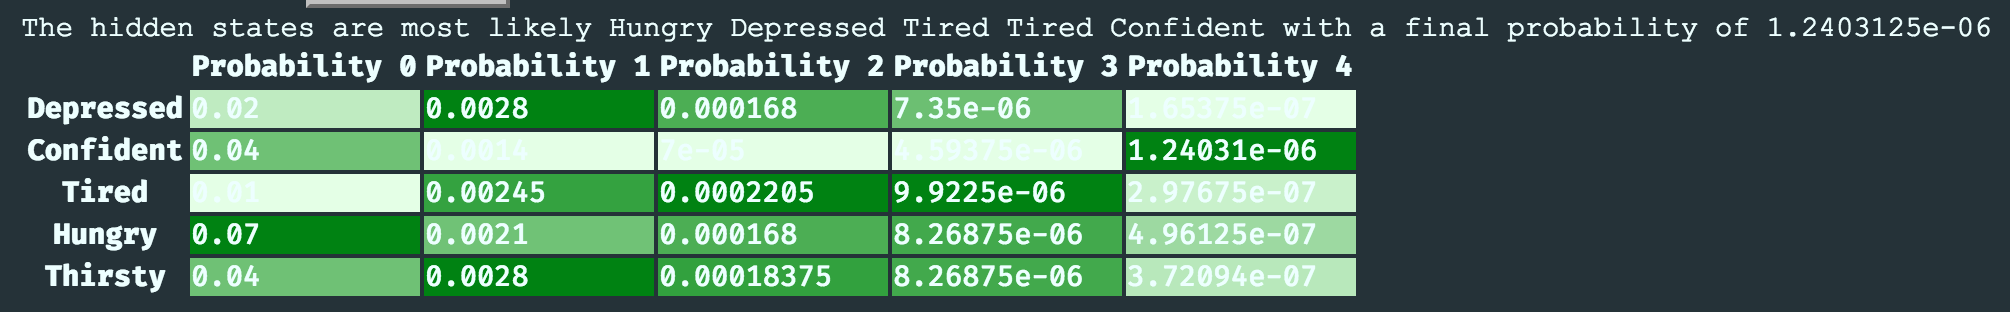 The hidden states are most likely Hungry Depressed Tired Tired Confident with a final probability of 1.2403125e-06
Probability 0 Probability 1 Probability 2 Probability 3 Probability 4
Depressed 0.02 0.0028 0.000168 7.35e-06 1.65375e-07
Confident 0.04 0.0014 7e-05 4.59375e-06 1.24031e-06
Tired 0.01 0.00245 0.0002205 9.9225e-06 2.97675e-07
Hungry 0.07 0.0021 0.000168 8.26875e-06 4.96125e-07
Thirsty 0.04 0.0028 0.00018375 8.26875e-06 3.72094e-07